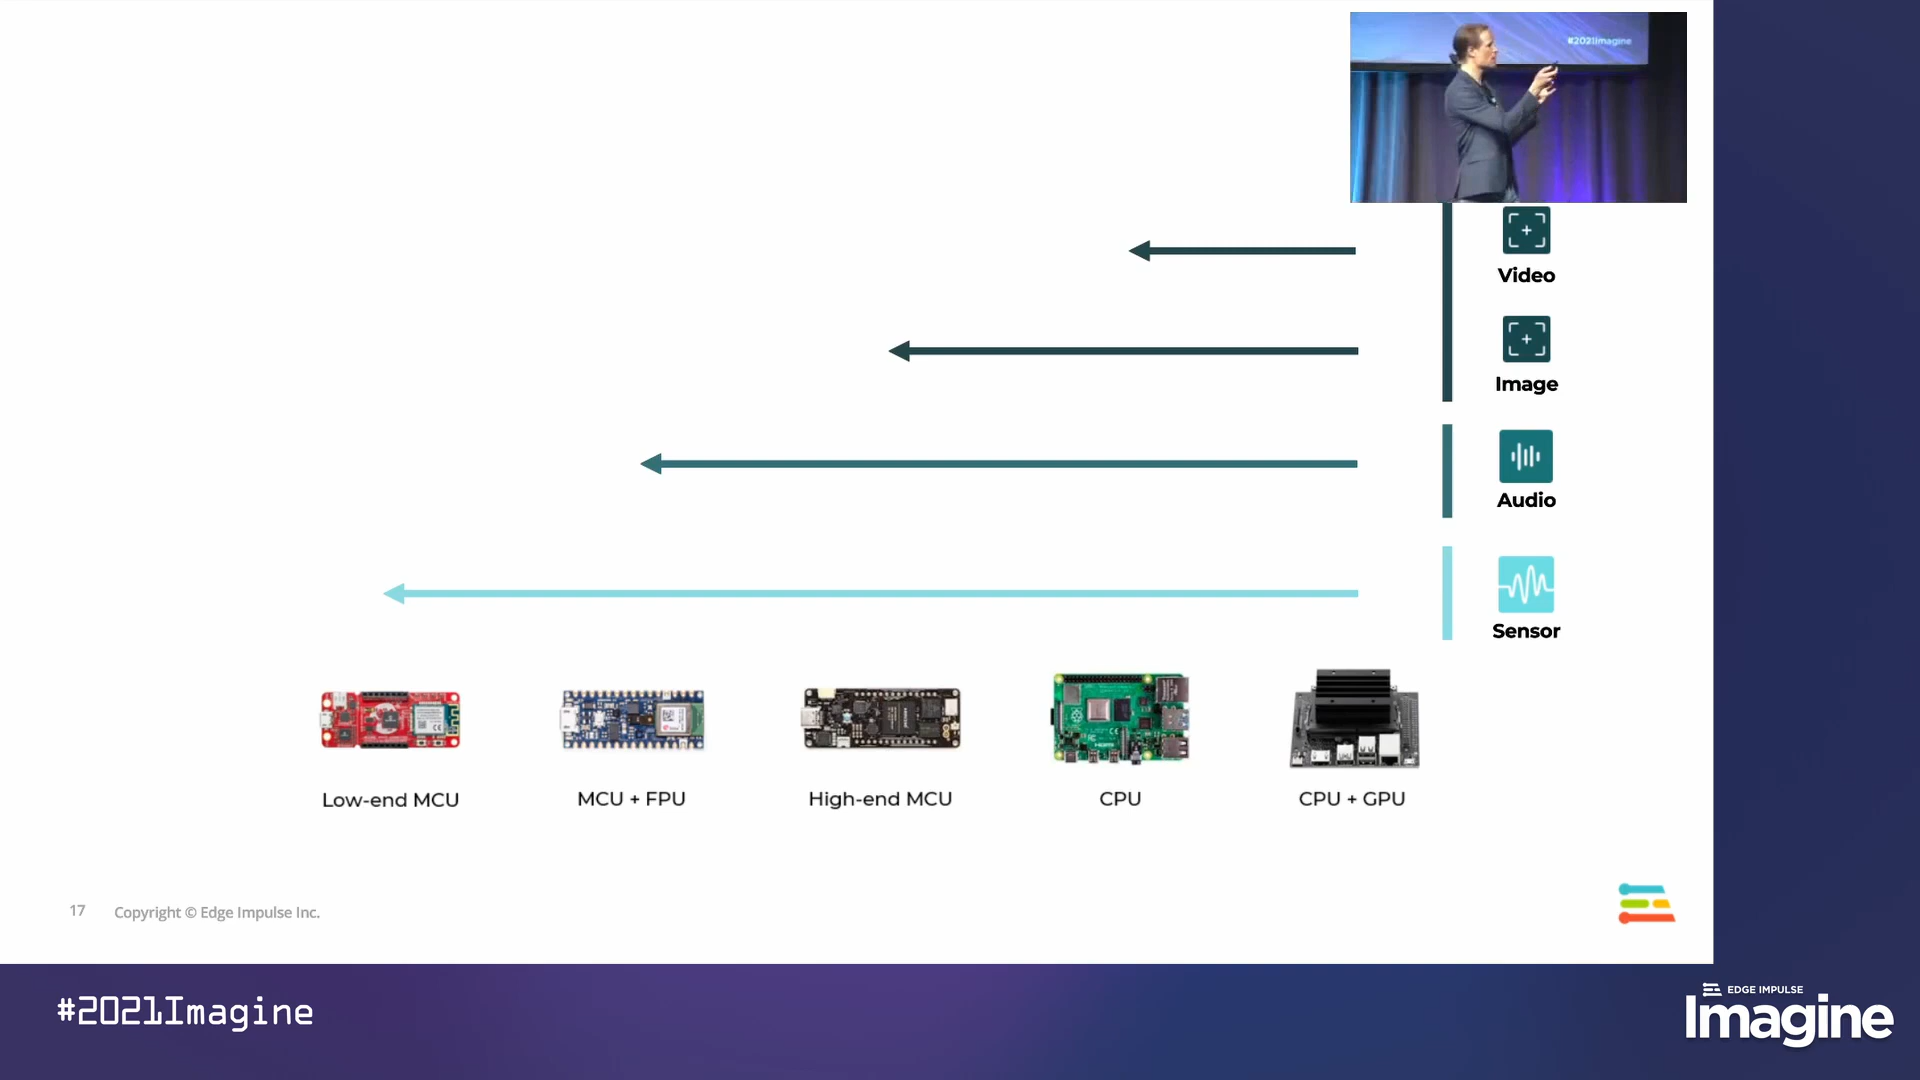 #2021Imagine
Video
Image
Audio
Sensor
Low-end MCU
MCU + FPU
High-end MCU
CPU
CPU + GPU
17
Copyright © Edge Impulse Inc.
#2021Imagine
EDGE IMPULSE
Imagine